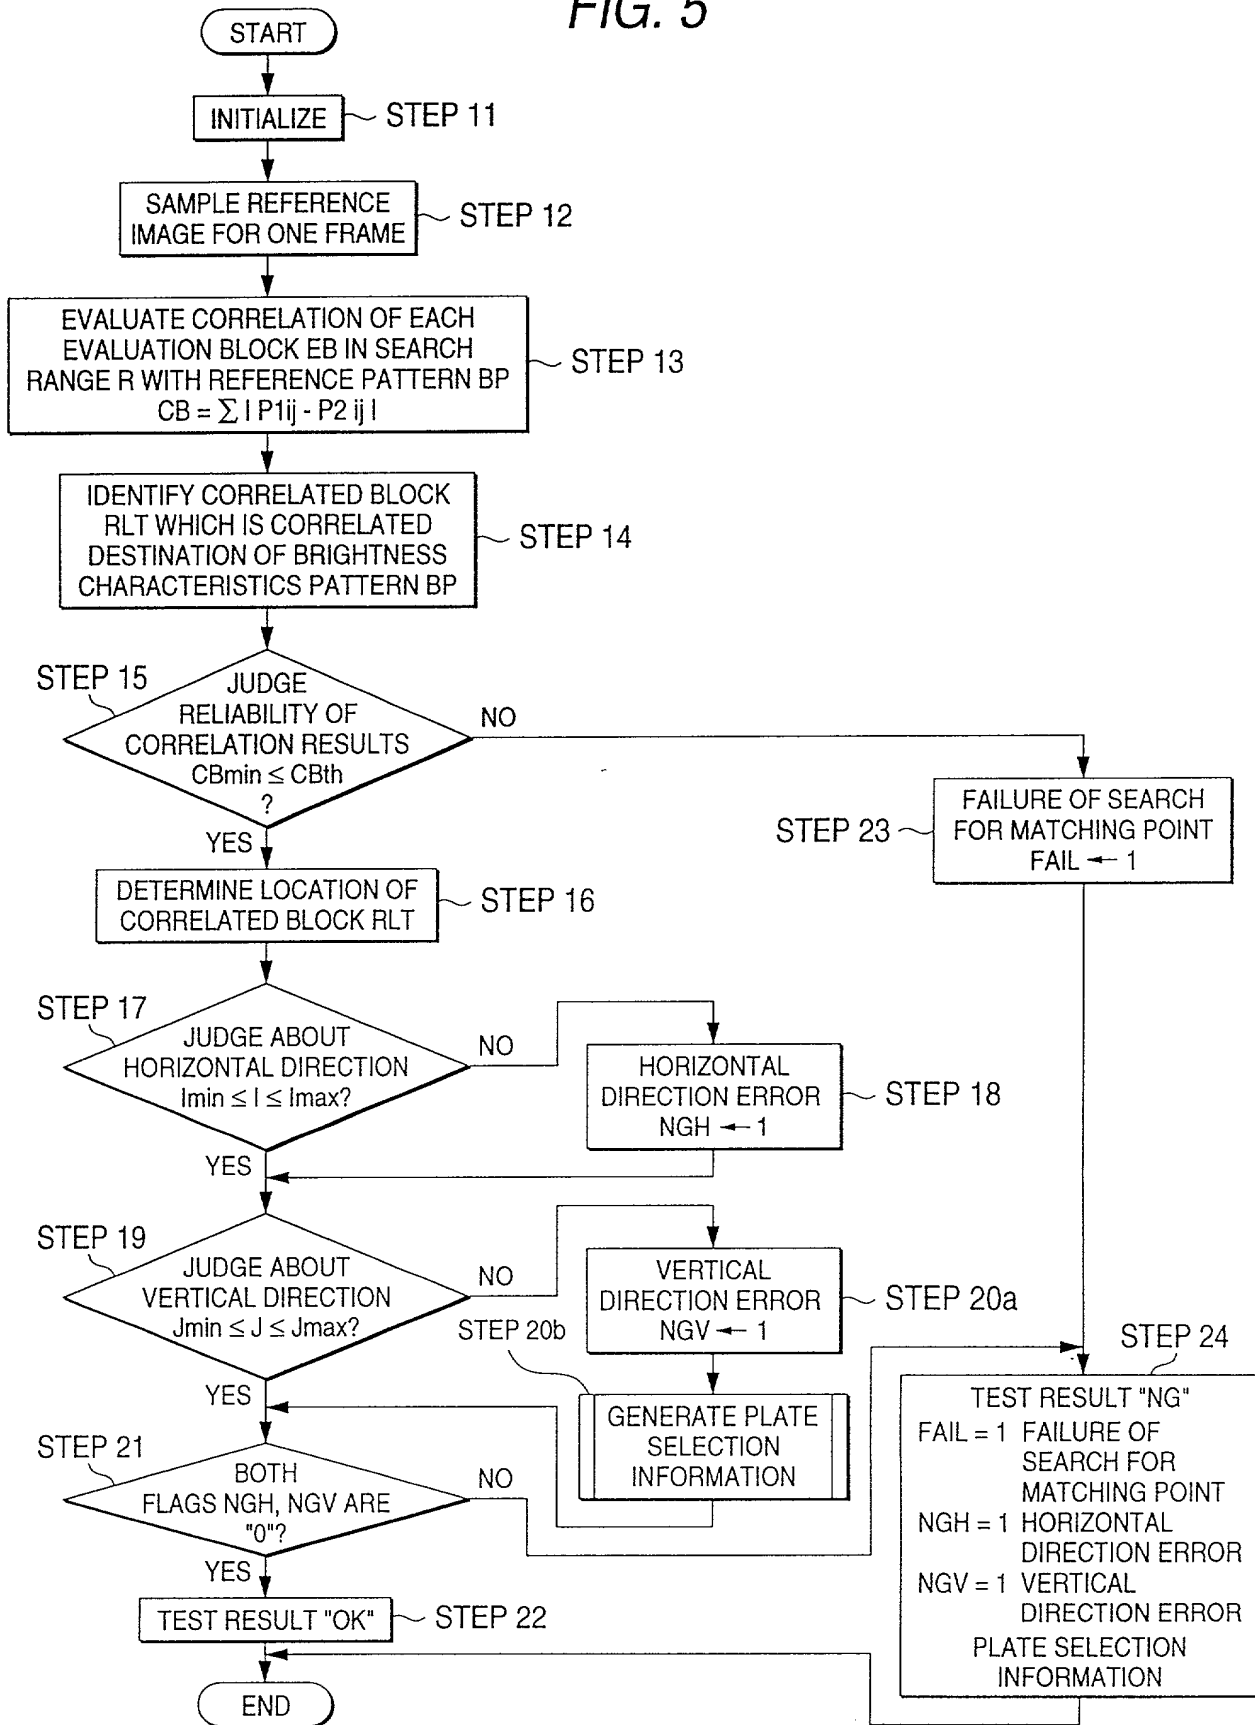 FIG. 5
START
INITIALIZE
STEP 11
SAMPLE REFERENCE
IMAGE FOR ONE FRAME
STEP 12
EVALUATE CORRELATION OF EACH
EVALUATION BLOCK EB IN SEARCH
RANGE R WITH REFERENCE PATTERN BP
CB = ∑ I P1ij - P2 ij I
STEP 13
IDENTIFY CORRELATED BLOCK
RLT WHICH IS CORRELATED
DESTINATION OF BRIGHTNESS
CHARACTERISTICS PATTERN BP
STEP 14
STEP 15
JUDGE
RELIABILITY OF
CORRELATION RESULTS
CBmin ≤ CBth
?
NO
YES
FAILURE OF SEARCH
FOR MATCHING POINT
FAIL ← 1
STEP 23
DETERMINE LOCATION OF
CORRELATED BLOCK RLT
STEP 16
STEP 17
JUDGE ABOUT
HORIZONTAL DIRECTION
Imin ≤ I ≤ Imax?
NO
YES
HORIZONTAL
DIRECTION ERROR
NGH ← 1
STEP 18
STEP 19
JUDGE ABOUT
VERTICAL DIRECTION
Jmin ≤ J ≤ Jmax?
NO
YES
VERTICAL
DIRECTION ERROR
NGV ← 1
STEP 20a
STEP 20b
GENERATE PLATE
SELECTION
INFORMATION
STEP 21
BOTH
FLAGS NGH, NGV ARE
"0"?
NO
YES
TEST RESULT "OK"
STEP 22
END
STEP 24
TEST RESULT "NG"
FAIL = 1 FAILURE OF
SEARCH FOR
MATCHING POINT
NGH = 1 HORIZONTAL
DIRECTION ERROR
NGV = 1 VERTICAL
DIRECTION ERROR
PLATE SELECTION
INFORMATION